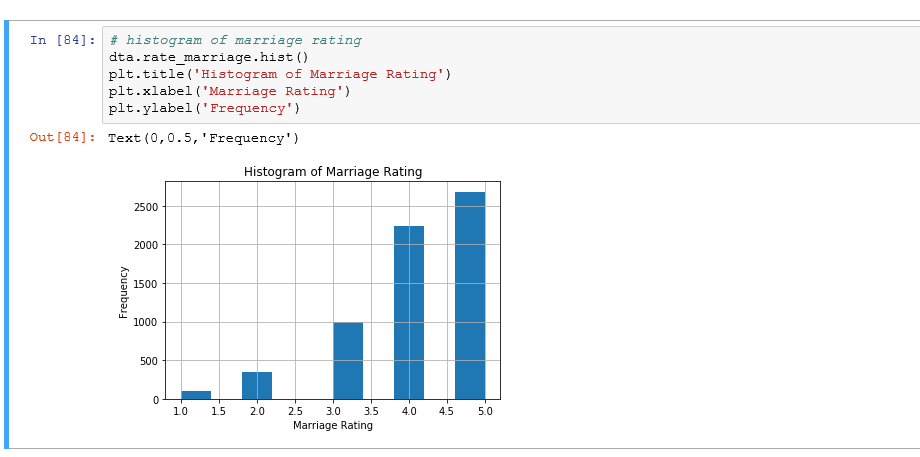 In [84]: # histogram of marriage rating
dta.rate_marriage.hist()
plt.title('Histogram of Marriage Rating')
plt.xlabel('Marriage Rating')
plt.ylabel('Frequency')
Out[84]: Text(0,0.5,'Frequency')
Histogram of Marriage Rating
2500
2000
1500
1000
500
0
Frequency
1.0 1.5 2.0 2.5 3.0 3.5 4.0 4.5 5.0
Marriage Rating